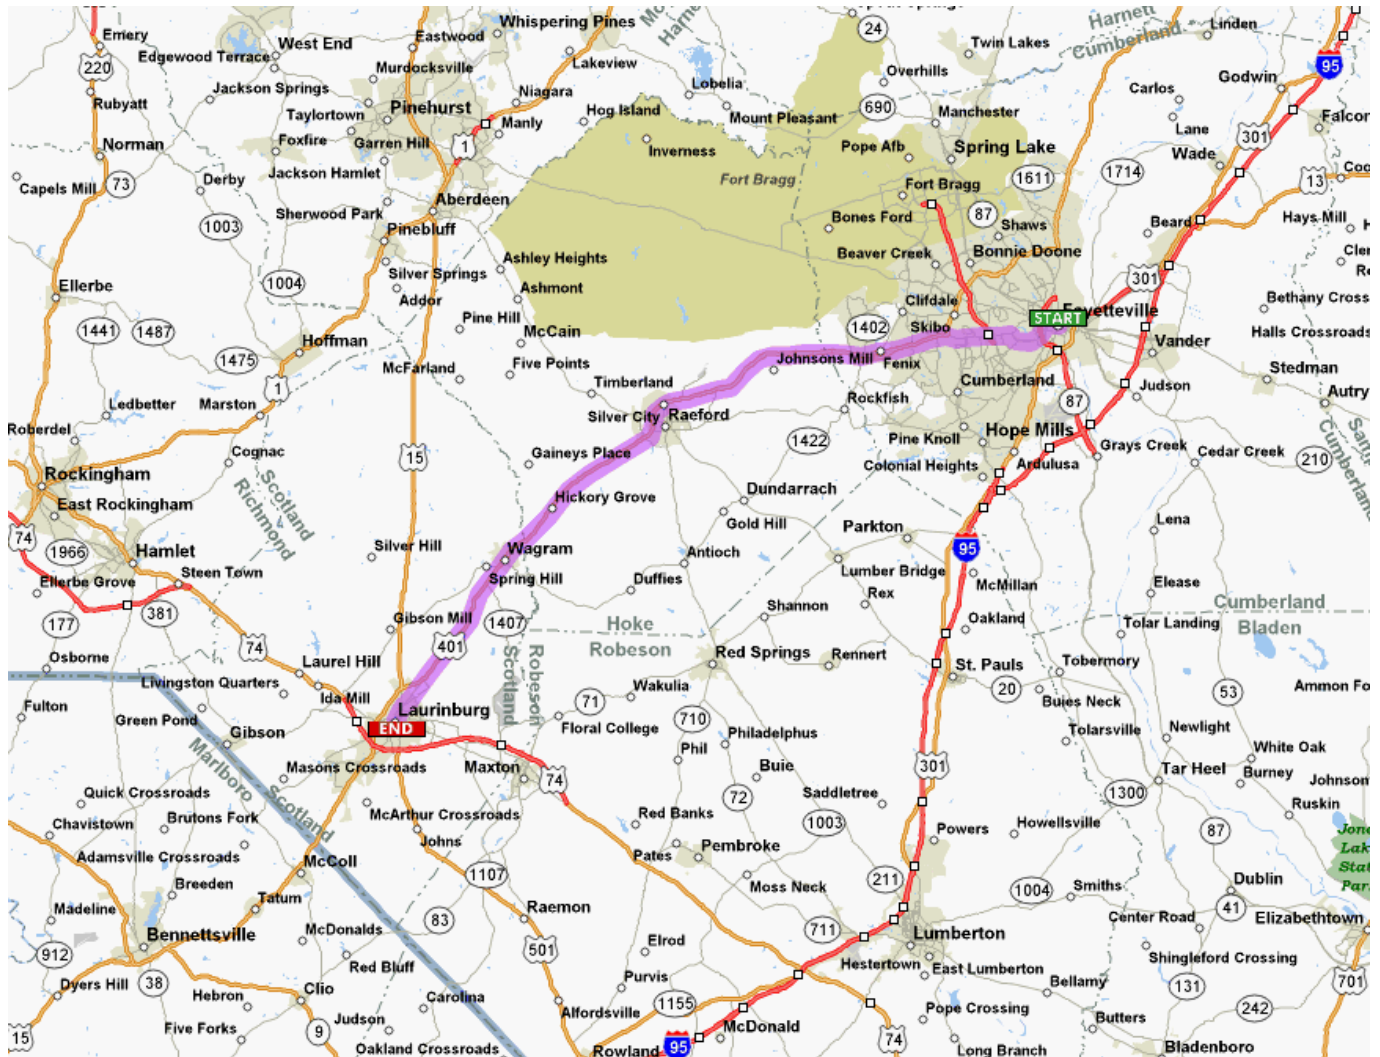 Emery
220
Rubyatt
Norman
Capels Mill
73
Ellerbe
1441
1487
1475
Roberdel
Ledbetter
Marston
Rockingham
East Rockingham
74
1966
Hamlet
Ellerbe Grove
Steen Town
381
177
Osborne
Fulton
Edgewood Terrace
West End
Jackson Springs
Derby
1003
1004
Hoffman
1
Cognac
Scotland
Richmond
Whispering Pines
Eastwood
Murdocksville
Lakeview
Taylortown
Pinehurst
Niagara
Manly
Foxfire
Garren Hill
1
Jackson Hamlet
Aberdeen
Sherwood Park
Pinebluff
Silver Springs
Addor
Ashley Heights
Ashmont
Pine Hill
McCain
McFarland
Five Points
15
Silver Hill
Gibson Mill
Hog Island
Lobelia
Mount Pleasant
Inverness
Fort Bragg
Harnett
Cumberland
Linden
24
Twin Lakes
Overhills
690
Manchester
Pope Afb
Spring Lake
Fort Bragg
1611
1714
Bones Ford
87
Shaws
Beaver Creek
Bonnie Doone
Clifdale
1402
Skibo
START
Fayetteville
95
Godwin
Carlos
Lane
301
Falcon
Wade
13
Beard
Hays Mill
301
Bethany Cross
Halls Crossroads
Vander
Stedman
Autry
Judson
Johnsons Mill
Fenix
Cumberland
87
Timberland
Silver City
Raeford
Rockfish
Hope Mills
Pine Knoll
1422
Gaineys Place
Colonial Heights
Ardulusa
Grays Creek
Cedar Creek
210
Cumberland
Hickory Grove
Dundarrach
Gold Hill
Parkton
Lena
Wagram
Antioch
95
Spring Hill
Duffies
Lumber Bridge
McMillan
Elease
Rex
Shannon
Oakland
Tolar Landing
Cumberland
Bladen
1407
Hoke
Robeson
401
Scotland
Robeson
Red Springs
Rennert
St. Pauls
Tobermory
20
Buies Neck
53
Ammon Fo
74
Laurel Hill
Livingston Quarters
Ida Mill
Laurinburg
END
Green Pond
Gibson
Marlboro
Scotland
Masons Crossroads
Maxton
74
71
Wakulia
Floral College
710
Phil
Philadelphus
Buie
72
Saddletree
1003
301
Tolarsville
Newlight
White Oak
Tar Heel
Burney
Johnson
1300
Ruskin
87
Quick Crossroads
Chavistown
Brutons Fork
Adamsville Crossroads
McArthur Crossroads
Johns
McColl
1107
Red Banks
Pates
Pembroke
Powers
Howellsville
Breeden
Tatum
Madeline
Bennettsville
912
McDonalds
83
Raemon
501
Moss Neck
211
1004
Smiths
Dublin
41
Elizabethtown
Center Road
711
Lumberton
Elrod
Hestertown
East Lumberton
Shingleford Crossing
Dyers Hill
38
Red Bluff
Purvis
Bellamy
131
701
Hebron
Clio
Carolina
Alfordsville
1155
Pope Crossing
242
15
Five Forks
9
Judson
McDonald
74
Butters
Oakland Crossroads
Rowland
95
Long Branch
Bladenboro